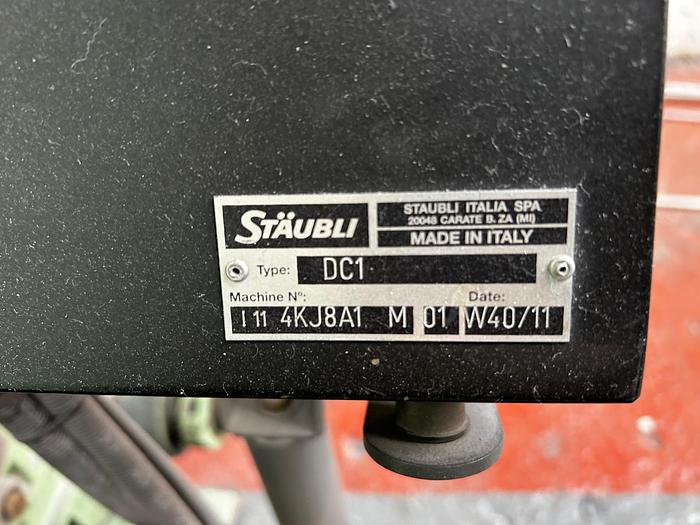 STÄUBLI
STAUBLI ITALIA SPA
20048 CARATE B. ZA (MI)
MADE IN ITALY
Type: DC1
Machine Nº: Date:
I 11 4KJ8A1 M 01 W40/11